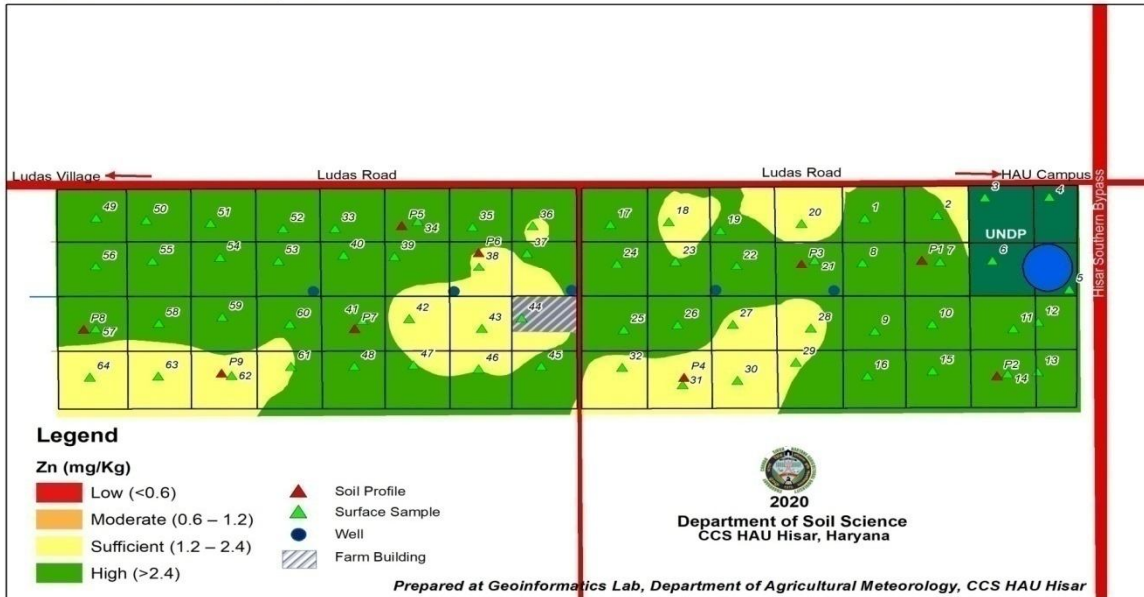 Ludas Village
Ludas Road
Ludas Road
HAU Campus
Hisar Southern Bypass
49 50 51 52 33 P5 34 35 36 17 18 19 20 1 2 3 4
UNDP
56 55 54 53 40 39 P6 38 37 24 23 22 P3 21 8 P1 7 6 5
P8 57 58 59 60 41 P7 42 43 44 25 26 27 28 9 10 11 12
64 63 P9 62 61 48 47 46 45 32 P4 31 30 29 16 15 P2 14 13
Legend
Zn (mg/Kg)
Low (<0.6)
Moderate (0.6 – 1.2)
Sufficient (1.2 – 2.4)
High (>2.4)
Soil Profile
Surface Sample
Well
Farm Building
2020
Department of Soil Science
CCS HAU Hisar, Haryana
Prepared at Geoinformatics Lab, Department of Agricultural Meteorology, CCS HAU Hisar